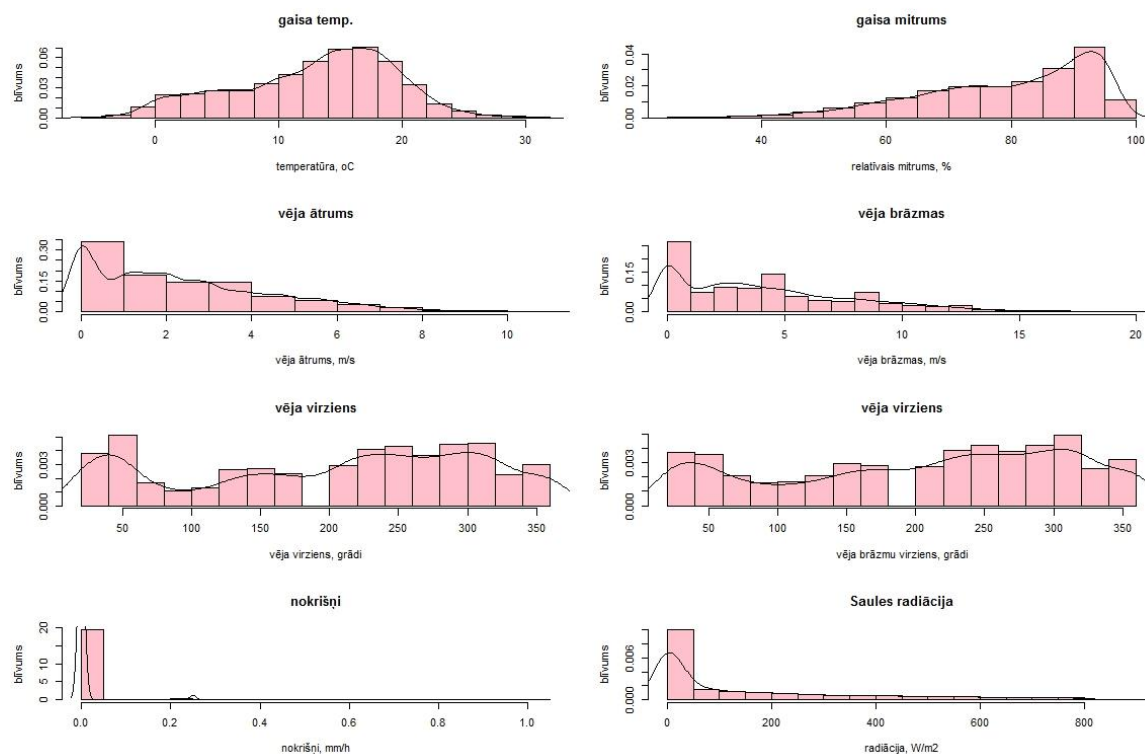 gaisa temp.
blīvums
0.00 0.03 0.06
0 10 20 30
temperatūra, oC
gaisa mitrums
blīvums
0.00 0.02 0.04
40 60 80 100
relatīvais mitrums, %
vēja ātrums
blīvums
0.00 0.15 0.30
0 2 4 6 8 10
vēja ātrums, m/s
vēja brāzmas
blīvums
0.00 0.15
0 5 10 15 20
vēja brāzmas, m/s
vēja virziens
blīvums
0.000 0.003
50 100 150 200 250 300 350
vēja virziens, grādi
vēja virziens
blīvums
0.000 0.003
50 100 150 200 250 300 350
vēja brāzmu virziens, grādi
nokrišņi
blīvums
0 5 10 20
0.0 0.2 0.4 0.6 0.8 1.0
nokrišņi, mm/h
Saules radiācija
blīvums
0.000 0.006
0 200 400 600 800
radiācija, W/m2